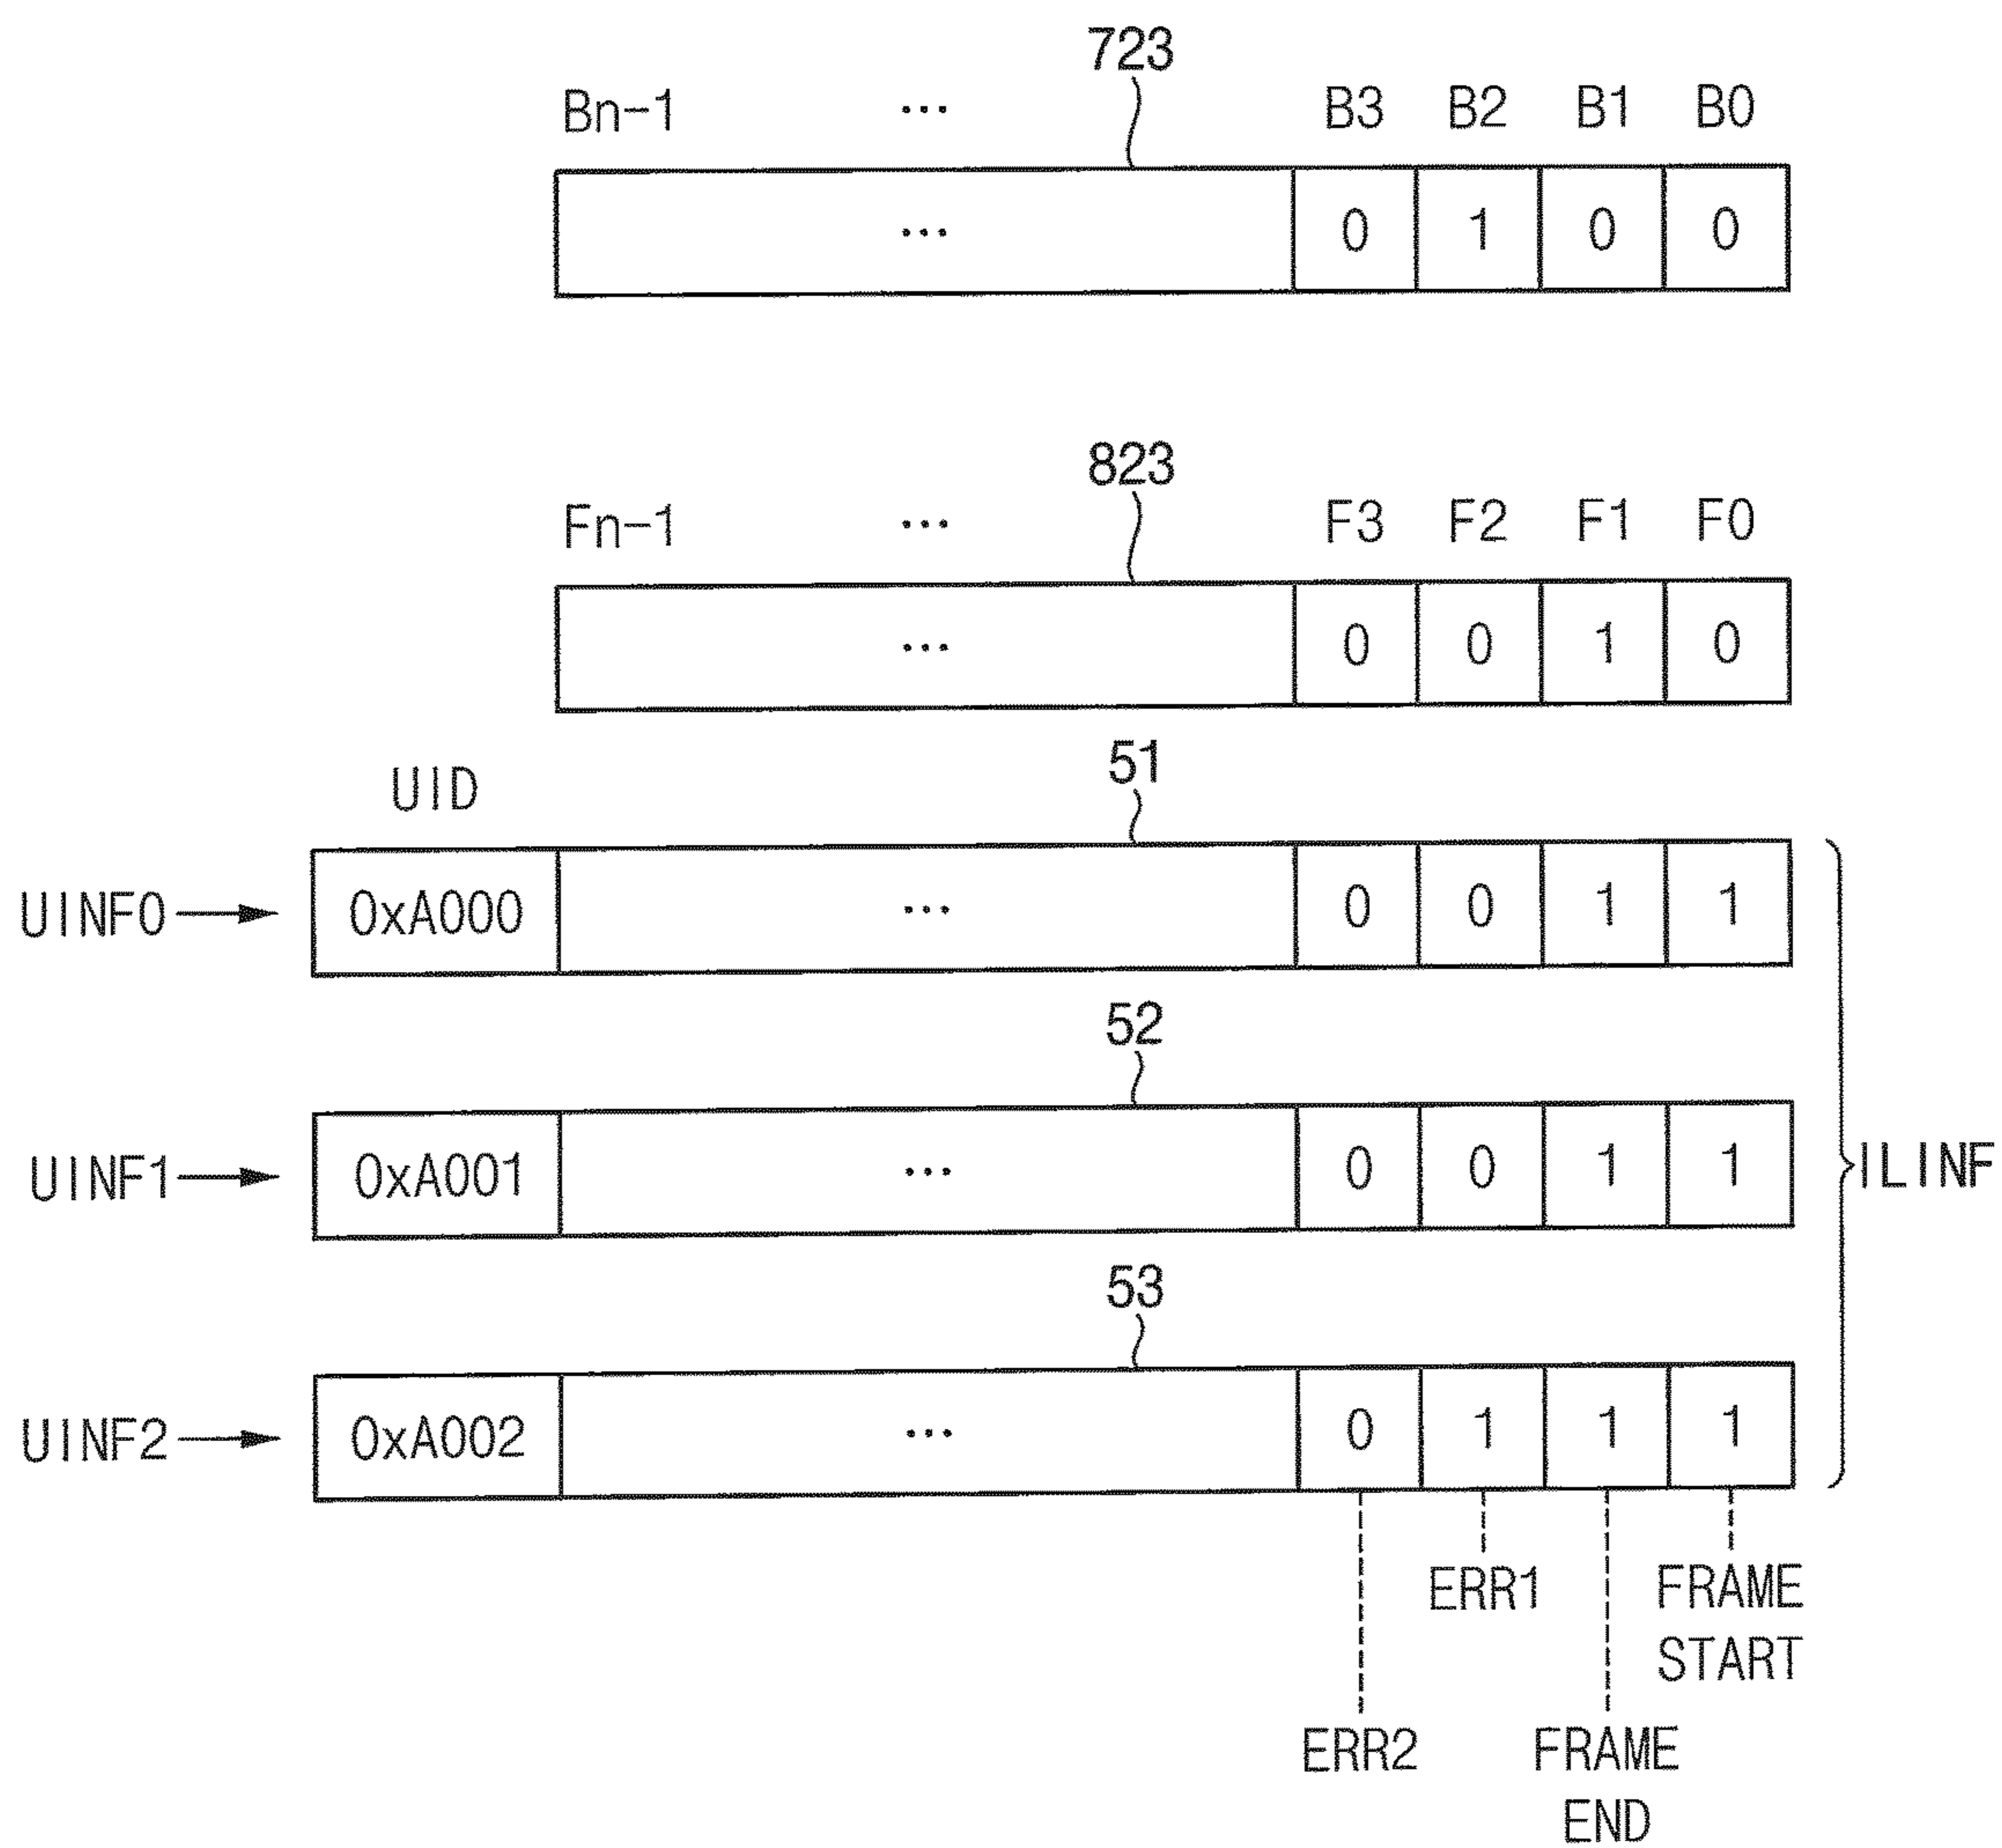 723
Bn-1 ... B3 B2 B1 B0
... 0 1 0 0
823
Fn-1 ... F3 F2 F1 F0
... 0 0 1 0
51
UID
UINF0 0xA000 ... 0 0 1 1
52
UINF1 0xA001 ... 0 0 1 1
ILINF
53
UINF2 0xA002 ... 0 1 1 1
ERR1 FRAME
START
ERR2 FRAME
END